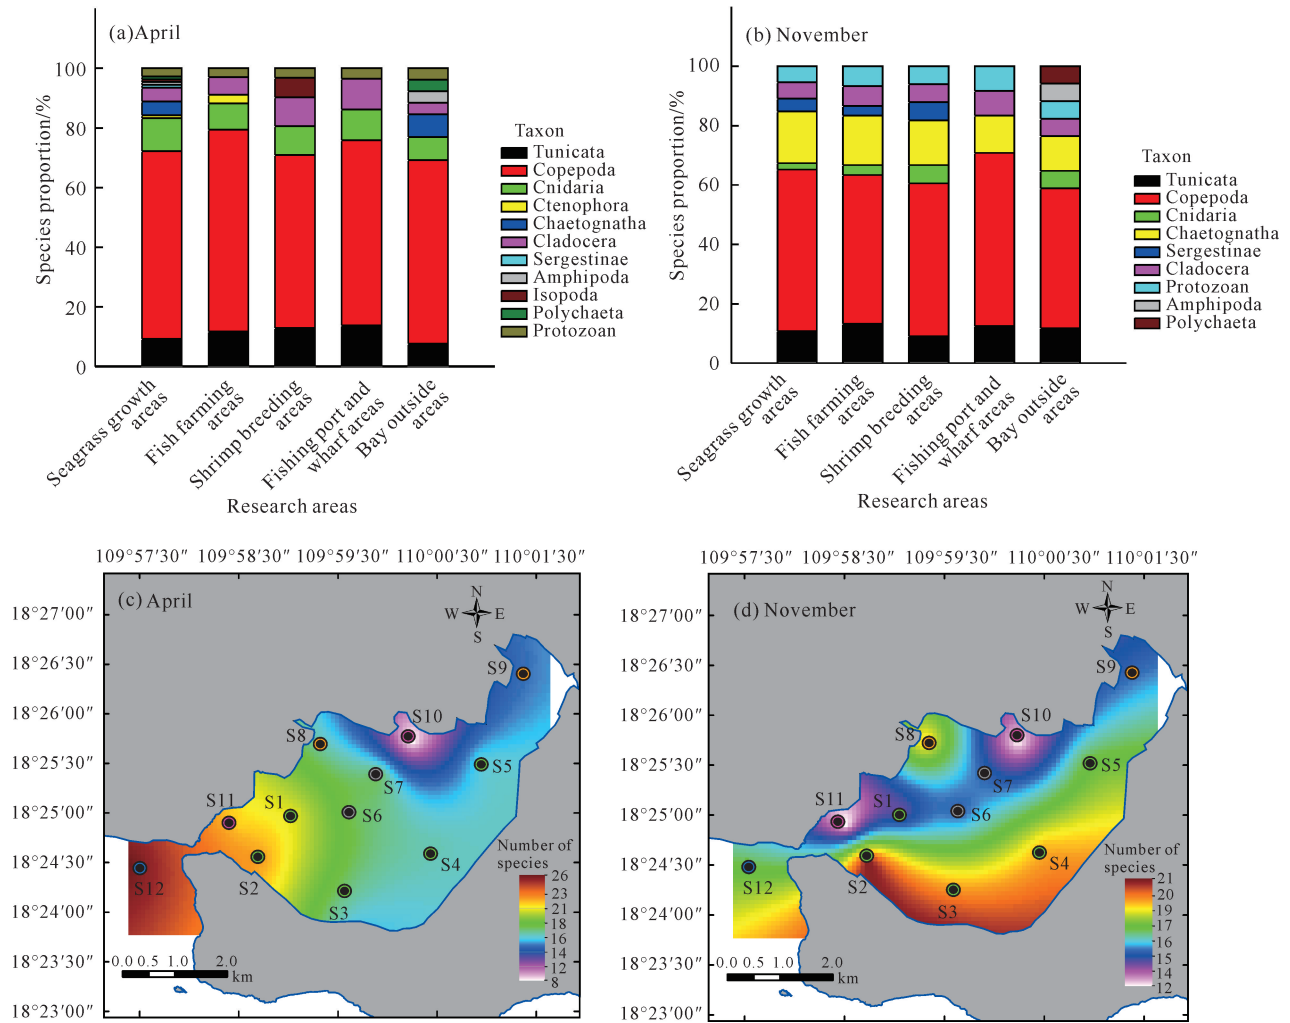 (a)April
Species proportion/%
100
80
60
40
20
0
Seagrass growth
areas
Fish farming
areas
Shrimp breeding
areas
Fishing port and
wharf areas
Bay outside
areas
Research areas
Taxon
Tunicata
Copepoda
Cnidaria
Ctenophora
Chaetognatha
Cladocera
Sergestinae
Amphipoda
Isopoda
Polychaeta
Protozoan
(b) November
Species proportion/%
100
80
60
40
20
0
Seagrass growth
areas
Fish farming
areas
Shrimp breeding
areas
Fishing port and
wharf areas
Bay outside
areas
Research areas
Taxon
Tunicata
Copepoda
Cnidaria
Chaetognatha
Sergestinae
Cladocera
Protozoan
Amphipoda
Polychaeta
109°57′30″ 109°58′30″ 109°59′30″ 110°00′30″ 110°01′30″
(c) April
N
W E
S
18°27′00″
18°26′30″
18°26′00″
18°25′30″
18°25′00″
18°24′30″
18°24′00″
18°23′30″
18°23′00″
S9
S10
S8
S7
S5
S11
S1
S6
S2
S3
S4
S12
Number of
species
26
23
21
18
16
14
12
8
0.0 0.5 1.0 2.0
km
109°57′30″ 109°58′30″ 109°59′30″ 110°00′30″ 110°01′30″
(d) November
N
W E
S
18°27′00″
18°26′30″
18°26′00″
18°25′30″
18°25′00″
18°24′30″
18°24′00″
18°23′30″
18°23′00″
S9
S10
S8
S7
S5
S11
S1
S6
S2
S3
S4
S12
Number of
species
21
20
19
17
16
15
14
12
0.0 0.5 1.0 2.0
km